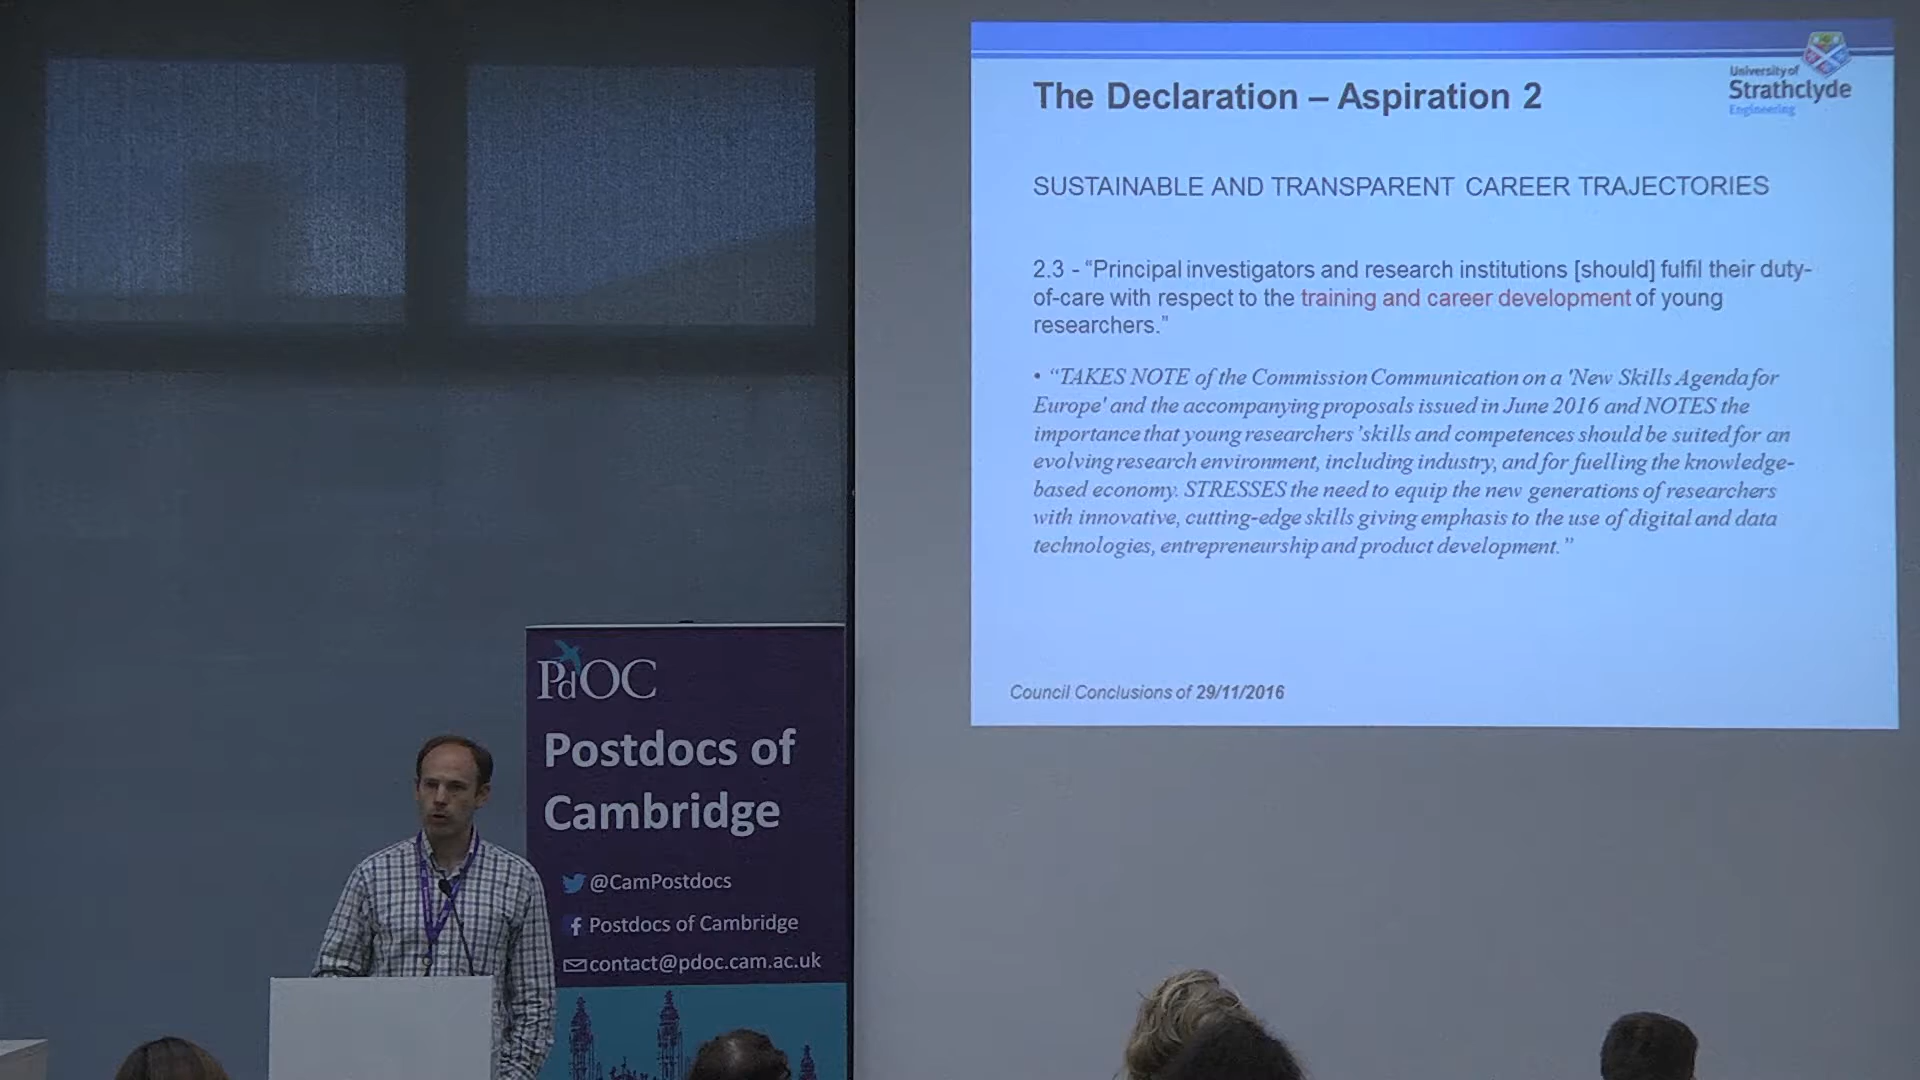 University of
Strathclyde
Engineering
The Declaration – Aspiration 2
SUSTAINABLE AND TRANSPARENT CAREER TRAJECTORIES
2.3 - “Principal investigators and research institutions [should] fulfil their duty-
of-care with respect to the training and career development of young
researchers.”
• “TAKES NOTE of the Commission Communication on a 'New Skills Agenda for
Europe' and the accompanying proposals issued in June 2016 and NOTES the
importance that young researchers 'skills and competences should be suited for an
evolving research environment, including industry, and for fuelling the knowledge-
based economy. STRESSES the need to equip the new generations of researchers
with innovative, cutting-edge skills giving emphasis to the use of digital and data
technologies, entrepreneurship and product development.”
Council Conclusions of 29/11/2016
PdOC
Postdocs of
Cambridge
@CamPostdocs
Postdocs of Cambridge
contact@pdoc.cam.ac.uk